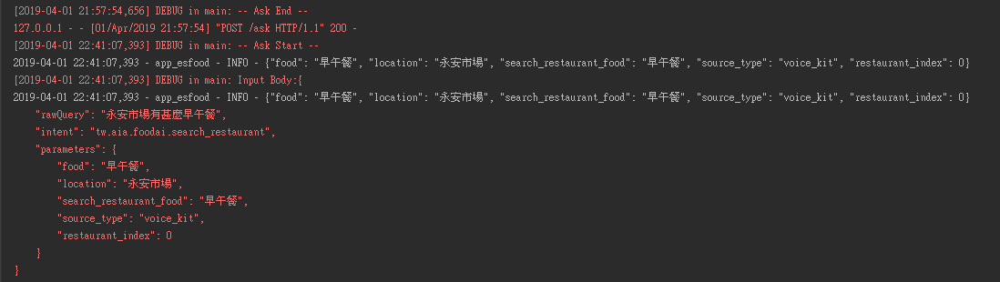 [2019-04-01 21:57:54,656] DEBUG in main: -- Ask End --
127.0.0.1 - - [01/Apr/2019 21:57:54] "POST /ask HTTP/1.1" 200 -
[2019-04-01 22:41:07,393] DEBUG in main: -- Ask Start --
2019-04-01 22:41:07,393 - app_esfood - INFO - {"food": "早午餐", "location": "永安市場", "search_restaurant_food": "早午餐", "source_type": "voice_kit", "restaurant_index": 0}
[2019-04-01 22:41:07,393] DEBUG in main: Input Body:{
2019-04-01 22:41:07,393 - app_esfood - INFO - {"food": "早午餐", "location": "永安市場", "search_restaurant_food": "早午餐", "source_type": "voice_kit", "restaurant_index": 0}
"rawQuery": "永安市場有甚麼早午餐",
"intent": "tw.aia.foodai.search_restaurant",
"parameters": {
"food": "早午餐",
"location": "永安市場",
"search_restaurant_food": "早午餐",
"source_type": "voice_kit",
"restaurant_index": 0
}
}